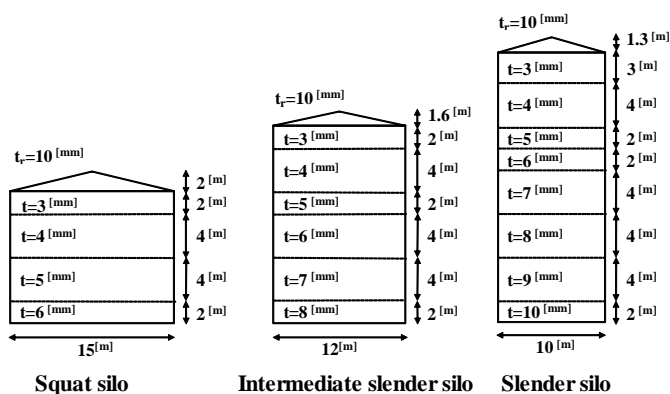 tr=10 [mm]
2 [m]
t=3 [mm]
2 [m]
t=4 [mm]
4 [m]
t=5 [mm]
4 [m]
t=6 [mm]
2 [m]
15 [m]
Squat silo
tr=10 [mm]
1.6 [m]
t=3 [mm]
2 [m]
t=4 [mm]
4 [m]
t=5 [mm]
2 [m]
t=6 [mm]
4 [m]
t=7 [mm]
4 [m]
t=8 [mm]
2 [m]
12 [m]
Intermediate slender silo
tr=10 [mm]
1.3 [m]
t=3 [mm]
3 [m]
t=4 [mm]
4 [m]
t=5 [mm]
2 [m]
t=6 [mm]
2 [m]
t=7 [mm]
4 [m]
t=8 [mm]
4 [m]
t=9 [mm]
4 [m]
t=10 [mm]
2 [m]
10 [m]
Slender silo